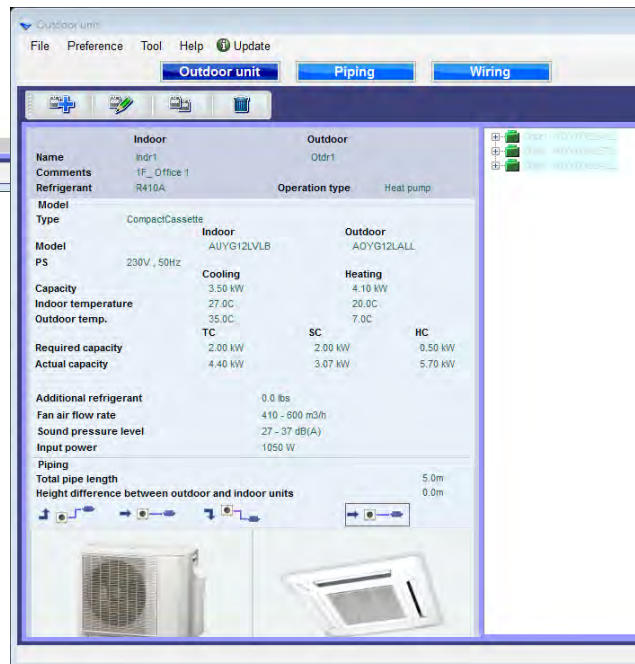 Outdoor unit
File Preference Tool Help Update
Outdoor unit Piping Wiring
Indoor Outdoor
Name Indr1 Otdr1
Comments 1F_ Office 1
Refrigerant R410A Operation type Heat pump
Model
Type CompactCassette
Indoor Outdoor
Model AUYG12LVLB AOYG12LALL
PS 230V , 50Hz
Cooling Heating
Capacity 3.50 kW 4.10 kW
Indoor temperature 27.0C 20.0C
Outdoor temp. 35.0C 7.0C
TC SC HC
Required capacity 2.00 kW 2.00 kW 0.50 kW
Actual capacity 4.40 kW 3.07 kW 5.70 kW
Additional refrigerant 0.0 lbs
Fan air flow rate 410 - 600 m3/h
Sound pressure level 27 - 37 dB(A)
Input power 1050 W
Piping
Total pipe length 5.0m
Height difference between outdoor and indoor units 0.0m